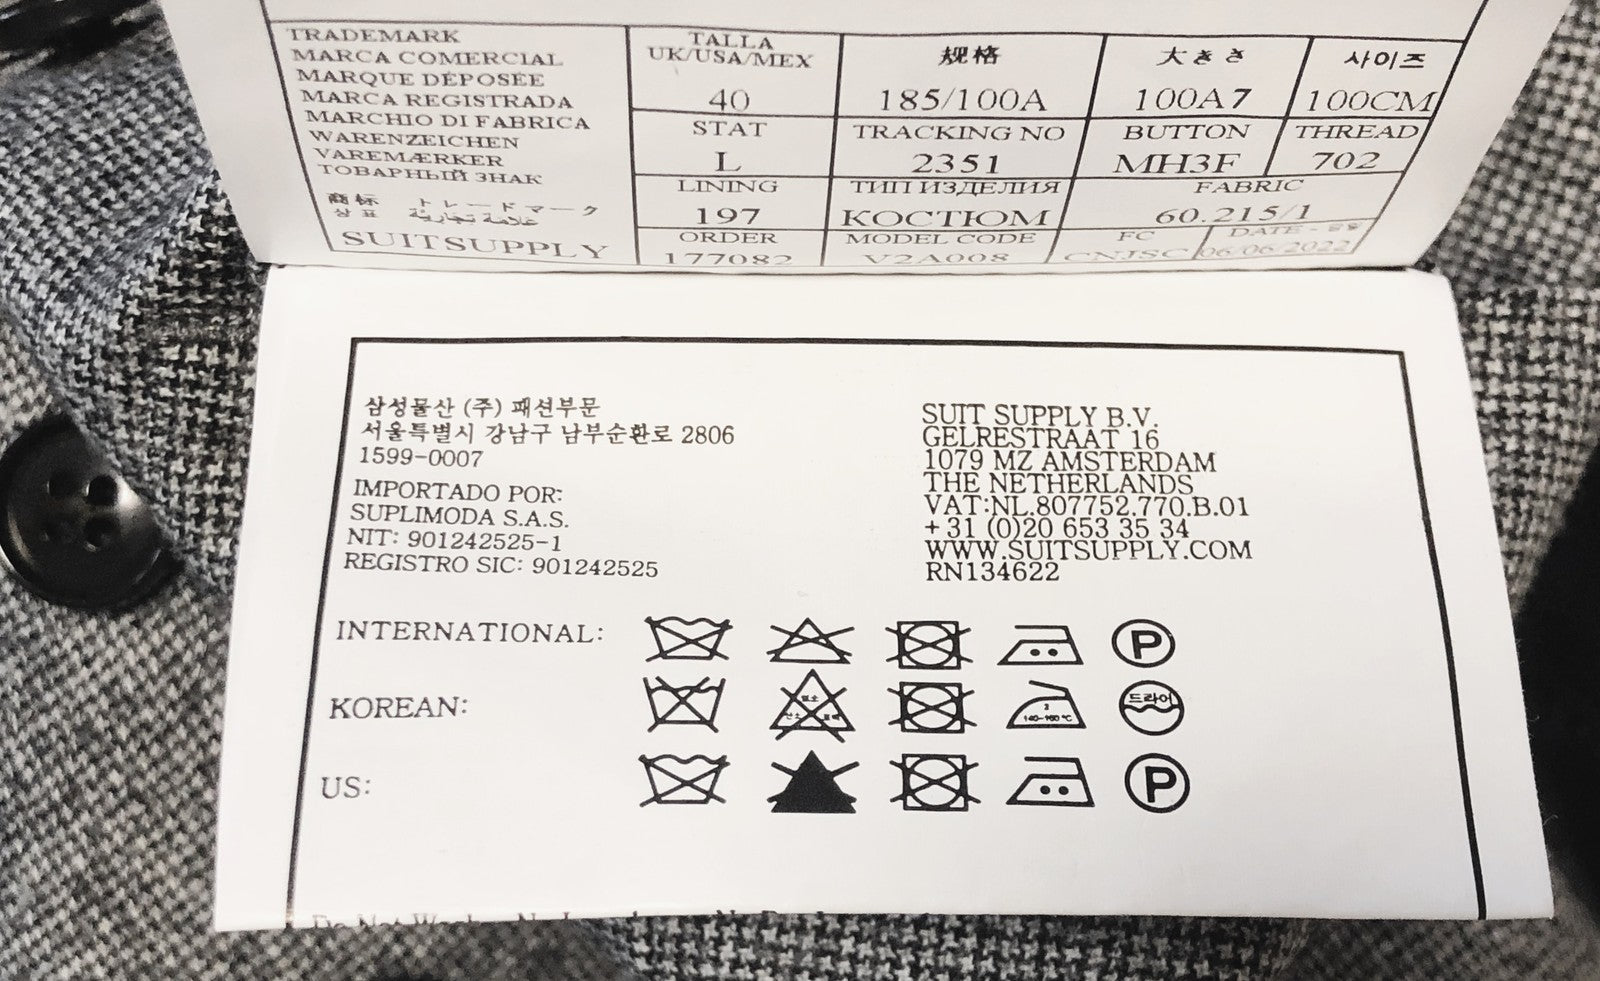 TRADEMARK
MARCA COMERCIAL
MARQUE DÉPOSÉE
MARCA REGISTRADA
MARCHIO DI FABRICA
WARENZEICHEN
VAREMÆRKER
ТОВАРНЫЙ ЗНАК
商标 トレードマーク
상표 علامة تجارية
SUITSUPPLY
TALLA
UK/USA/MEX
40
规格
185/100A
大きさ
100A7
사이즈
100CM
STAT
L
TRACKING NO
2351
BUTTON
MH3F
THREAD
702
LINING
197
ТИП ИЗДЕЛИЯ
КОСТЮМ
FABRIC
60.215/1
ORDER
177082
MODEL CODE
V2A008
FC
CNJSC
DATE -
06/06/2022
삼성물산 (주) 패션부문
서울특별시 강남구 남부순환로 2806
1599-0007
IMPORTADO POR:
SUPLIMODA S.A.S.
NIT: 901242525-1
REGISTRO SIC: 901242525
SUIT SUPPLY B.V.
GELRESTRAAT 16
1079 MZ AMSTERDAM
THE NETHERLANDS
VAT:NL.807752.770.B.01
+31 (0)20 653 35 34
WWW.SUITSUPPLY.COM
RN134622
INTERNATIONAL:
P
KOREAN:
2
140-160℃
드라이
US:
P